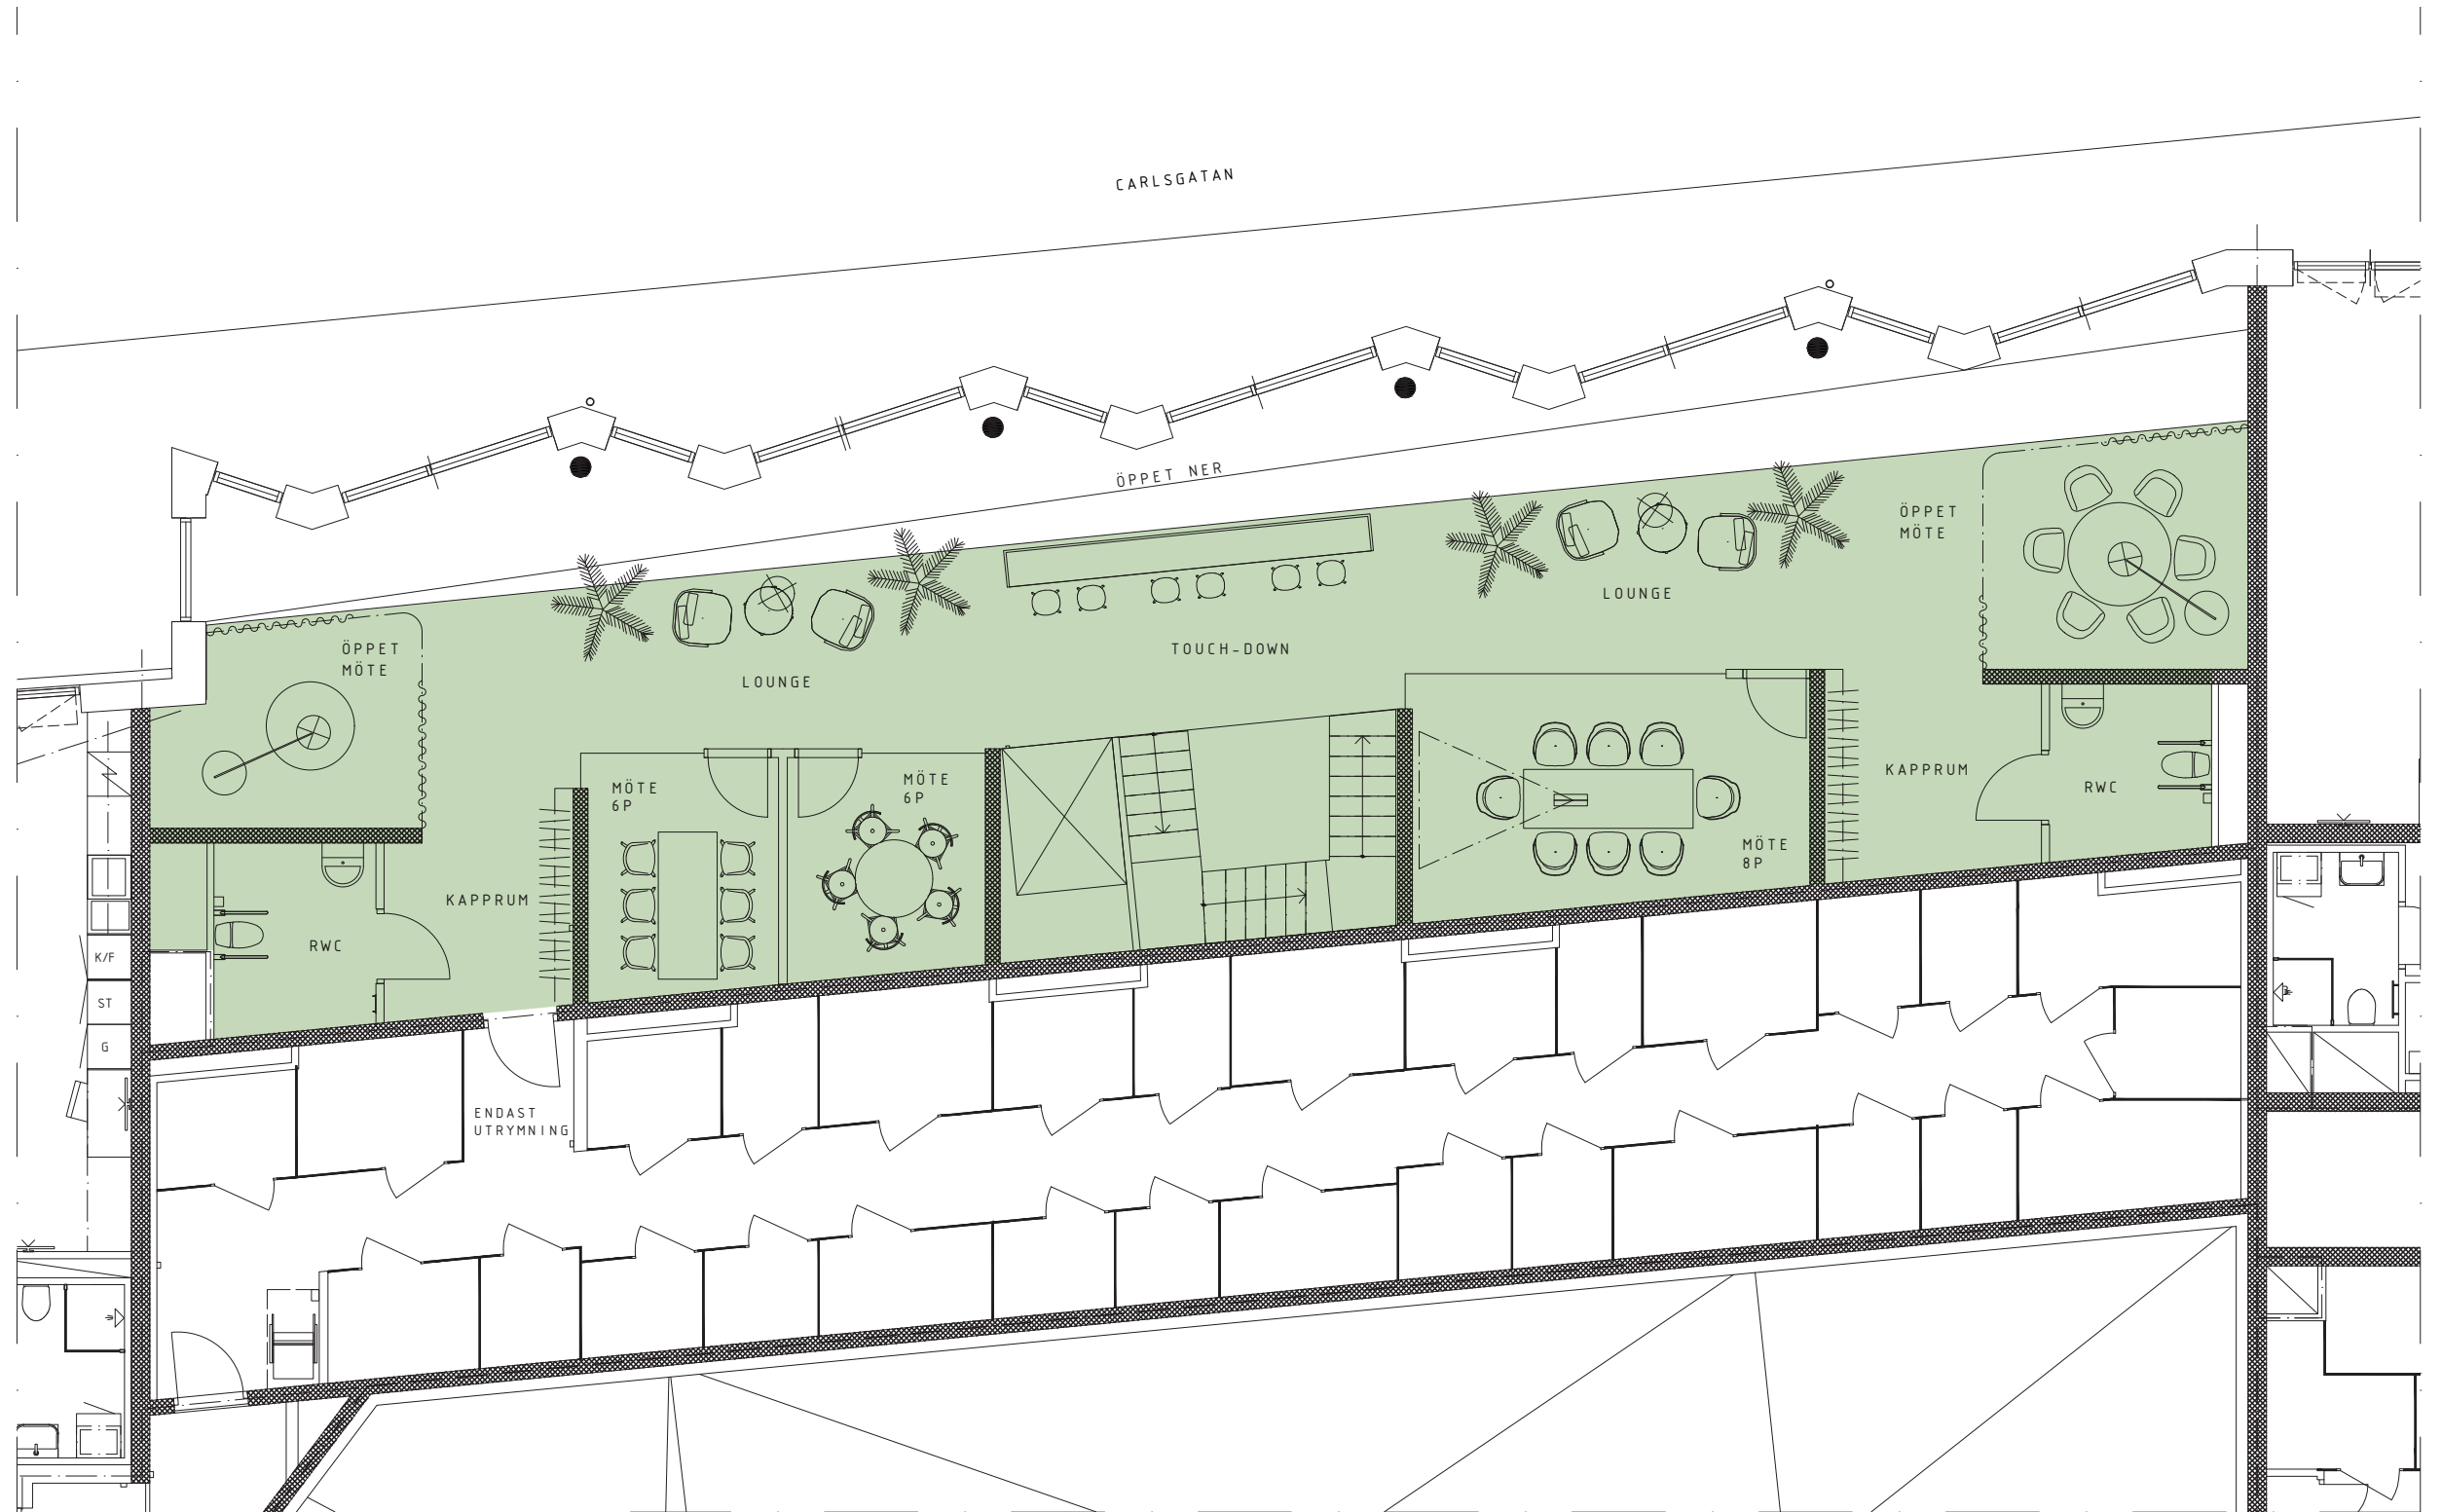 CARLSGATAN
ÖPPET NER
ÖPPET
MÖTE
LOUNGE
TOUCH-DOWN
LOUNGE
ÖPPET
MÖTE
MÖTE
6P
MÖTE
6P
MÖTE
8P
KAPPRUM
RWC
KAPPRUM
RWC
K/F
ST
G
ENDAST
UTRYMNING